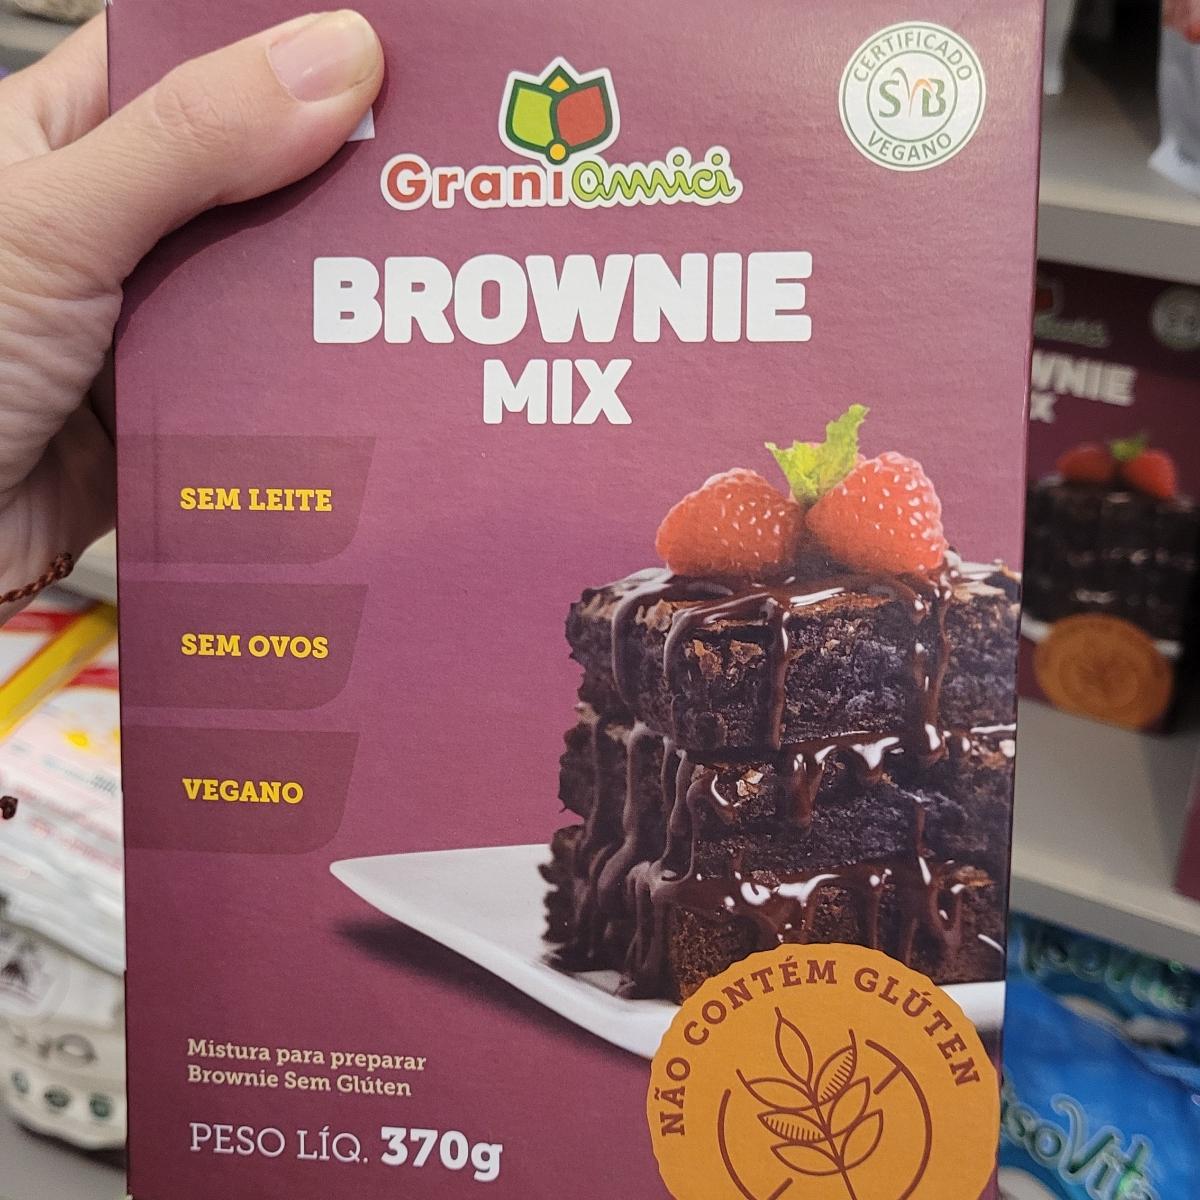 CERTIFICADO
SVB
VEGANO
Graniamici
BROWNIE
MIX
SEM LEITE
SEM OVOS
VEGANO
NÃO CONTÉM GLÚTEN
Mistura para preparar
Brownie Sem Glúten
PESO LÍQ. 370g
WNIE
X